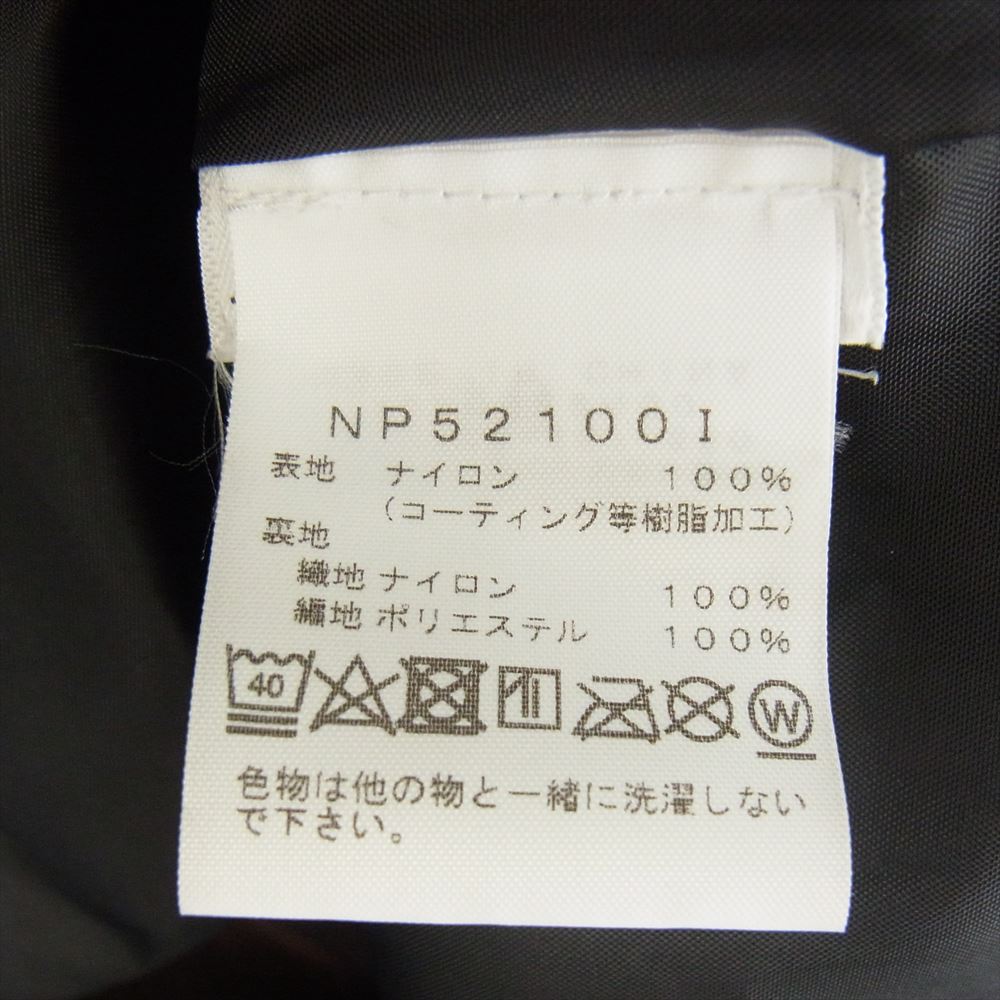 NP52100I
表地 ナイロン 100%
(コーティング等樹脂加工)
裏地
織地 ナイロン 100%
編地 ポリエステル 100%
40 W
色物は他の物と一緒に洗濯しない
で下さい。